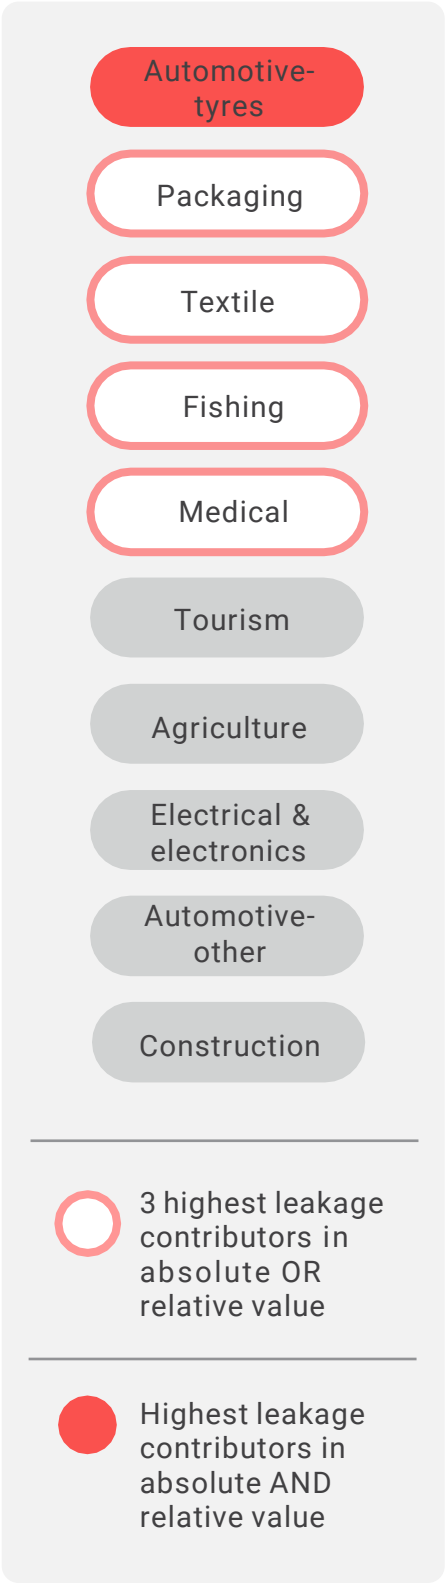 Automotive-
tyres
Packaging
Textile
Fishing
Medical
Tourism
Agriculture
Electrical &
electronics
Automotive-
other
Construction
3 highest leakage
contributors in
absolute OR
relative value
Highest leakage
contributors in
absolute AND
relative value